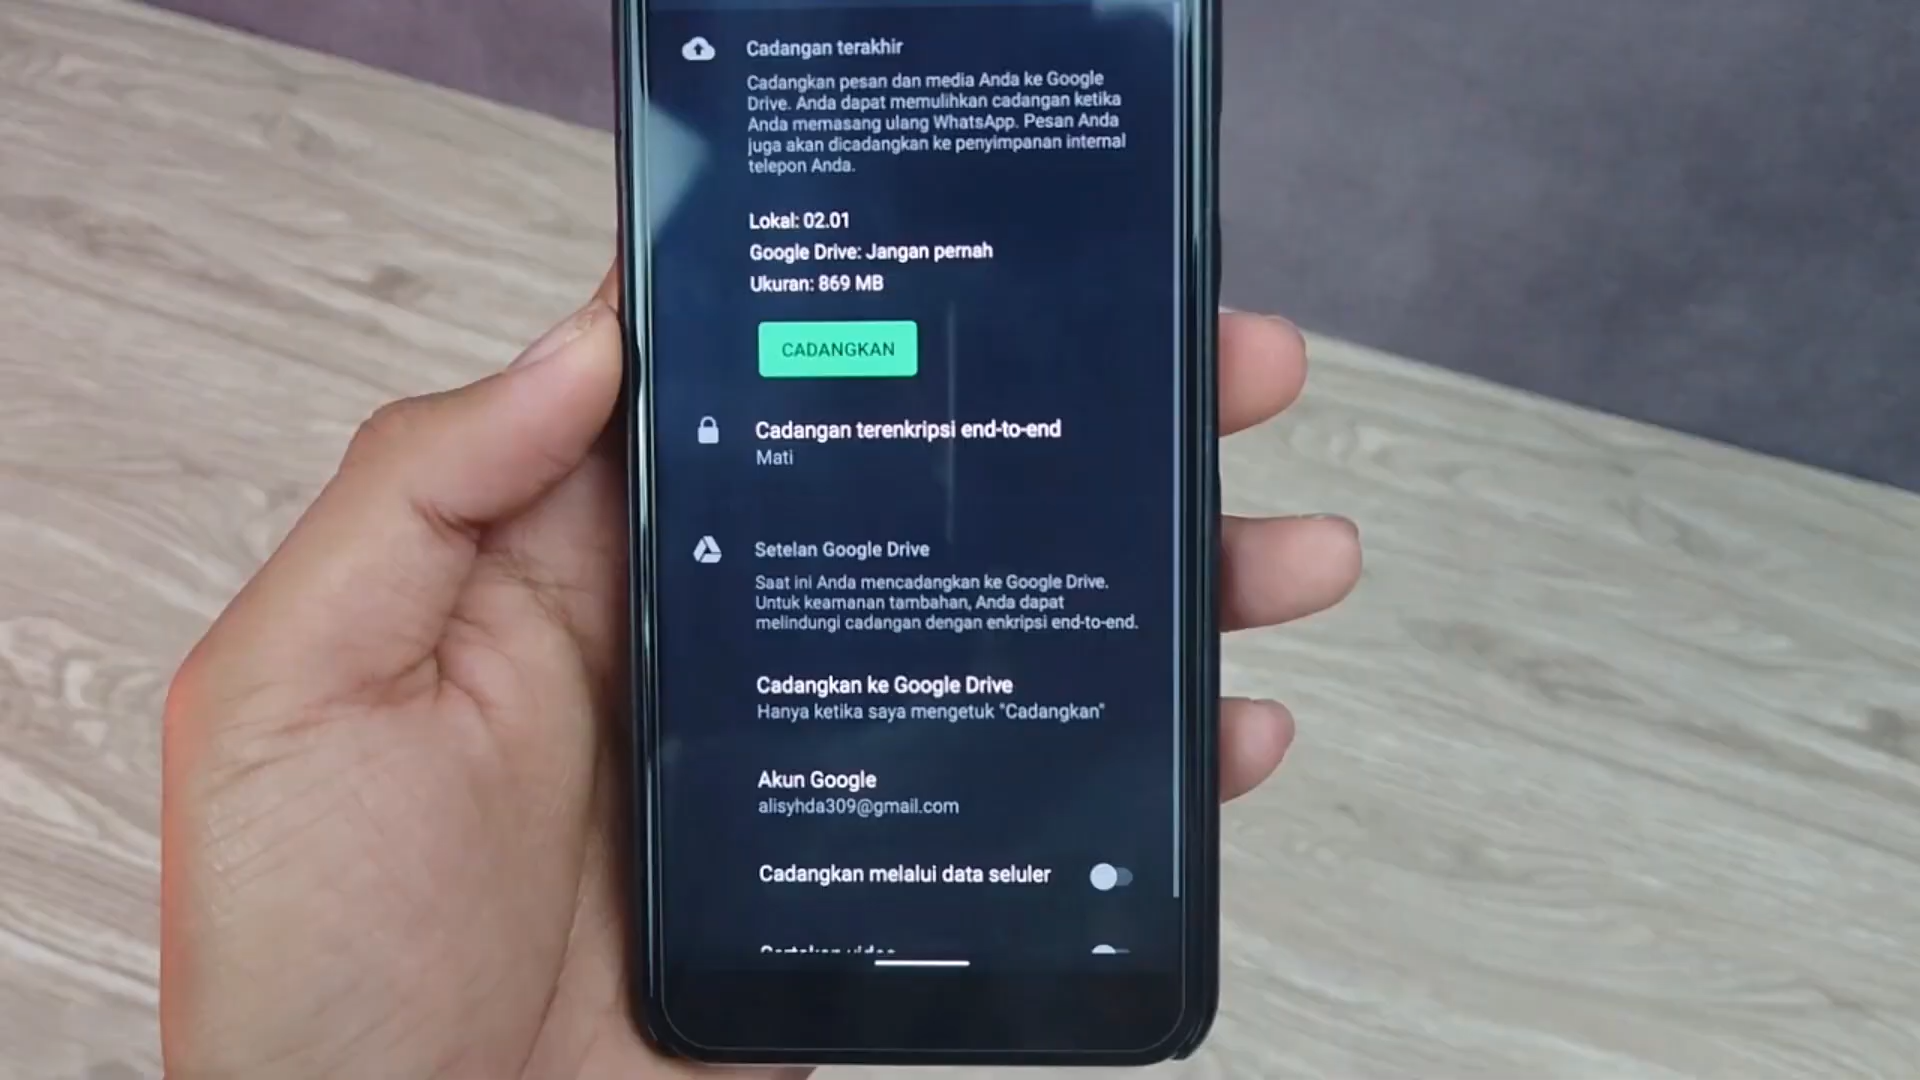 Cadangan terakhir
Cadangkan pesan dan media Anda ke Google
Drive. Anda dapat memulihkan cadangan ketika
Anda memasang ulang WhatsApp. Pesan Anda
juga akan dicadangkan ke penyimpanan internal
telepon Anda.
Lokal: 02.01
Google Drive: Jangan pernah
Ukuran: 869 MB
CADANGKAN
Cadangan terenkripsi end-to-end
Mati
Setelan Google Drive
Saat ini Anda mencadangkan ke Google Drive.
Untuk keamanan tambahan, Anda dapat
melindungi cadangan dengan enkripsi end-to-end.
Cadangkan ke Google Drive
Hanya ketika saya mengetuk "Cadangkan"
Akun Google
alisyhda309@gmail.com
Cadangkan melalui data seluler